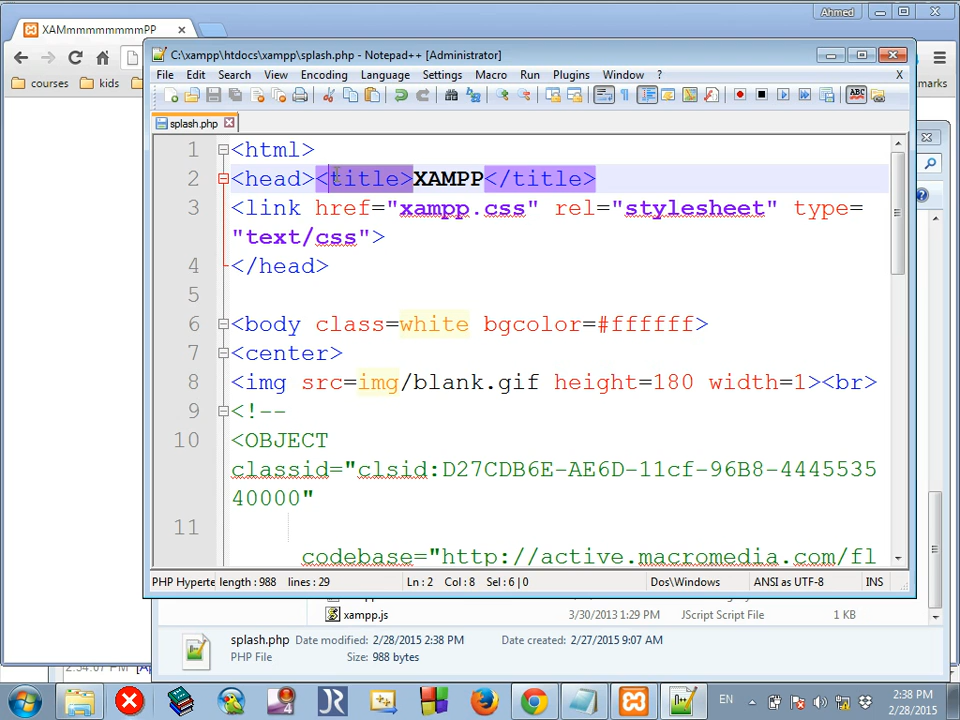 XAMmmmmmmmmPP
Ahmed
courses
kids
marks
C:\xampp\htdocs\xampp\splash.php - Notepad++ [Administrator]
File Edit Search View Encoding Language Settings Macro Run Plugins Window ?
X
ABC
splash.php
1 <html>
2 <head><title>XAMPP</title>
3 <link href="xampp.css" rel="stylesheet" type=
"text/css">
4 </head>
5
6 <body class=white bgcolor=#ffffff>
7 <center>
8 <img src=img/blank.gif height=180 width=1><br>
9 <!--
10 <OBJECT
classid="clsid:D27CDB6E-AE6D-11cf-96B8-4445535
40000"
11
codebase="http://active.macromedia.com/fl
PHP Hyperte length : 988 lines : 29 Ln : 2 Col : 8 Sel : 6 | 0 Dos\Windows ANSI as UTF-8 INS
xampp.js 3/30/2013 1:29 PM JScript Script File 1 KB
splash.php Date modified: 2/28/2015 2:38 PM Date created: 2/27/2015 9:07 AM
PHP File Size: 988 bytes
EN
2:38 PM
2/28/2015